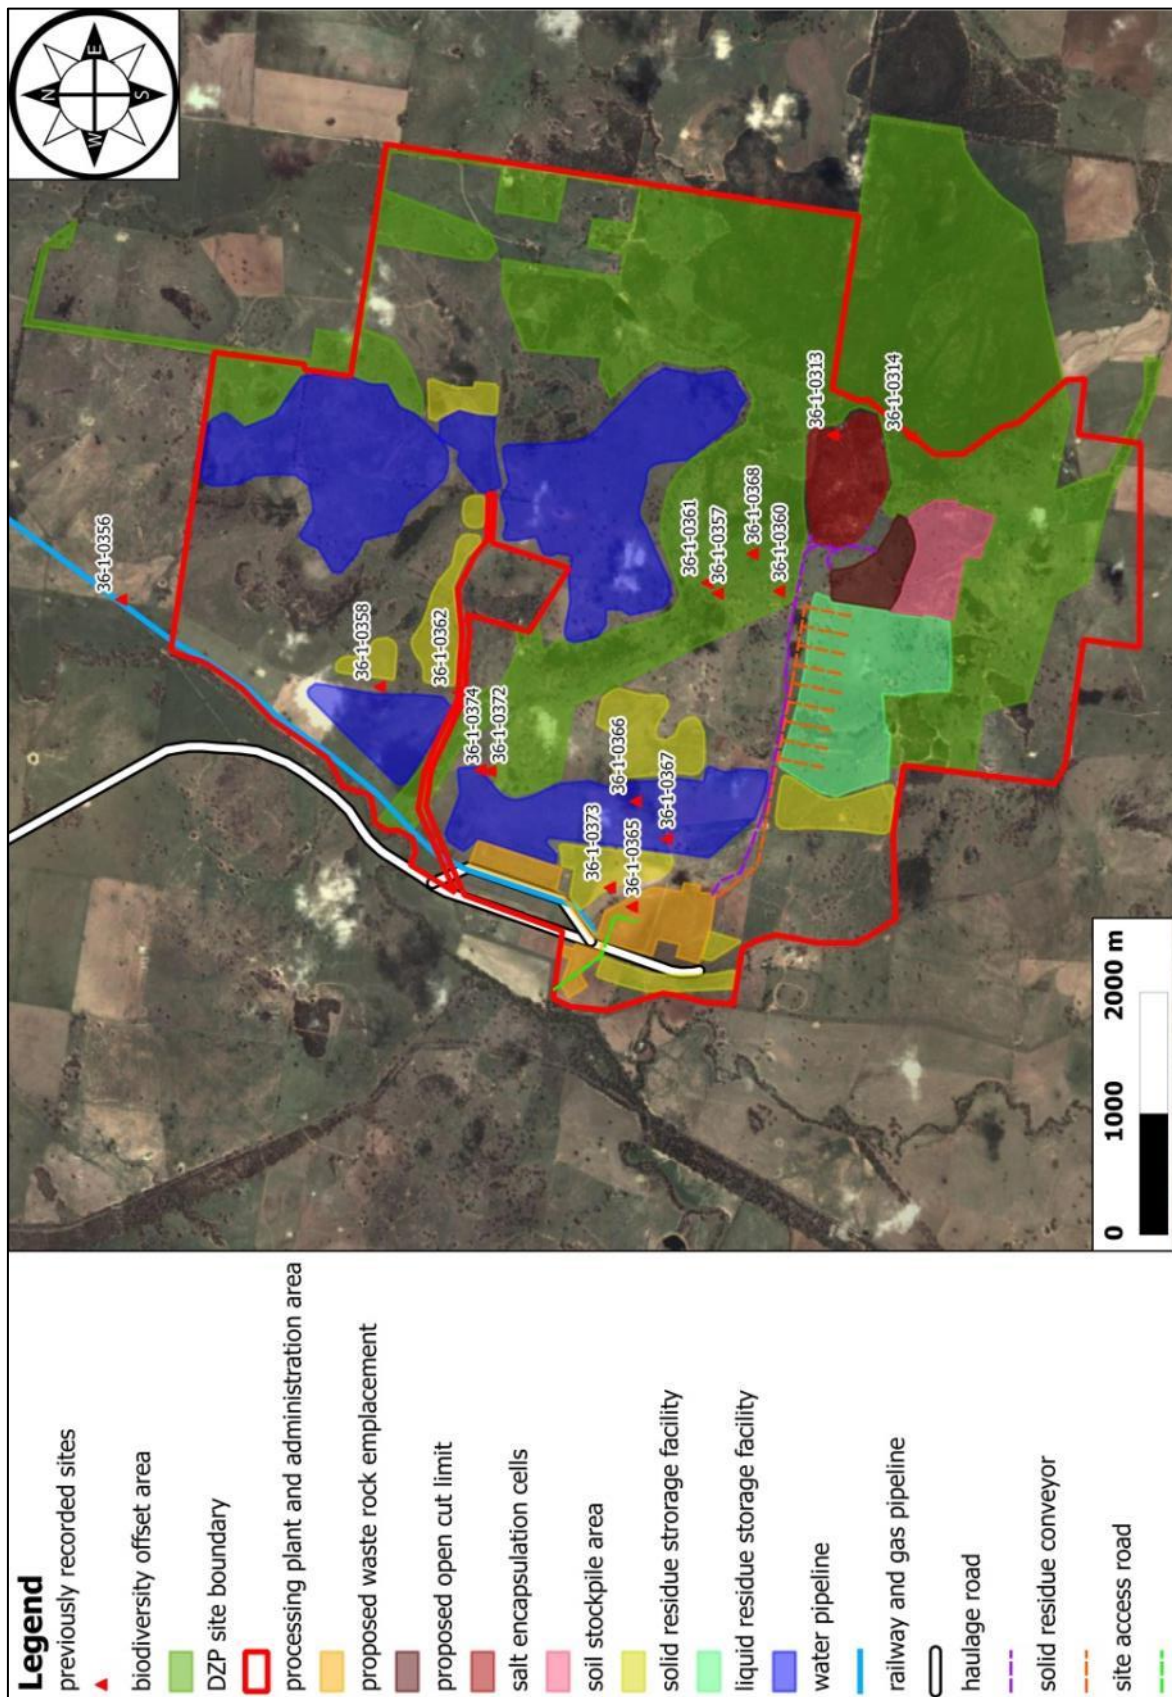 Legend
previously recorded sites
biodiversity offset area
DZP site boundary
processing plant and administration area
proposed waste rock emplacement
proposed open cut limit
salt encapsulation cells
soil stockpile area
solid residue strorage facility
liquid residue storage facility
water pipeline
railway and gas pipeline
haulage road
solid residue conveyor
site access road
N
E
S
W
36-1-0356
36-1-0358
36-1-0362
36-1-0374
36-1-0372
36-1-0366
36-1-0367
36-1-0373
36-1-0365
36-1-0361
36-1-0357
36-1-0368
36-1-0360
36-1-0313
36-1-0314
0 1000 2000 m